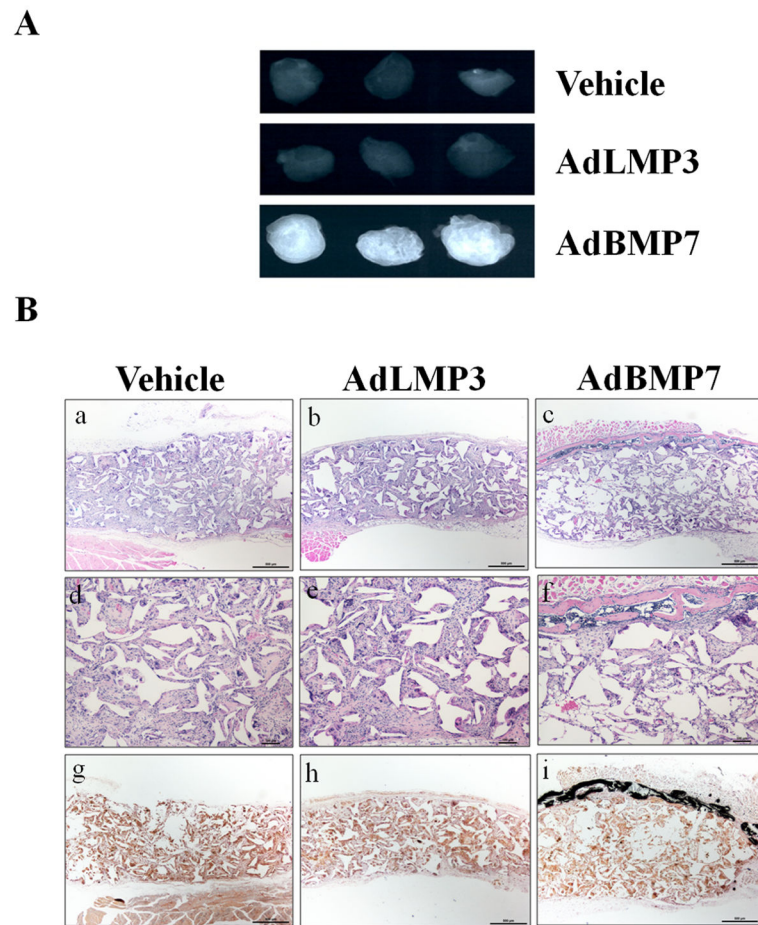 A
Vehicle
AdLMP3
AdBMP7
B
Vehicle AdLMP3 AdBMP7
a b c
d e f
g h i